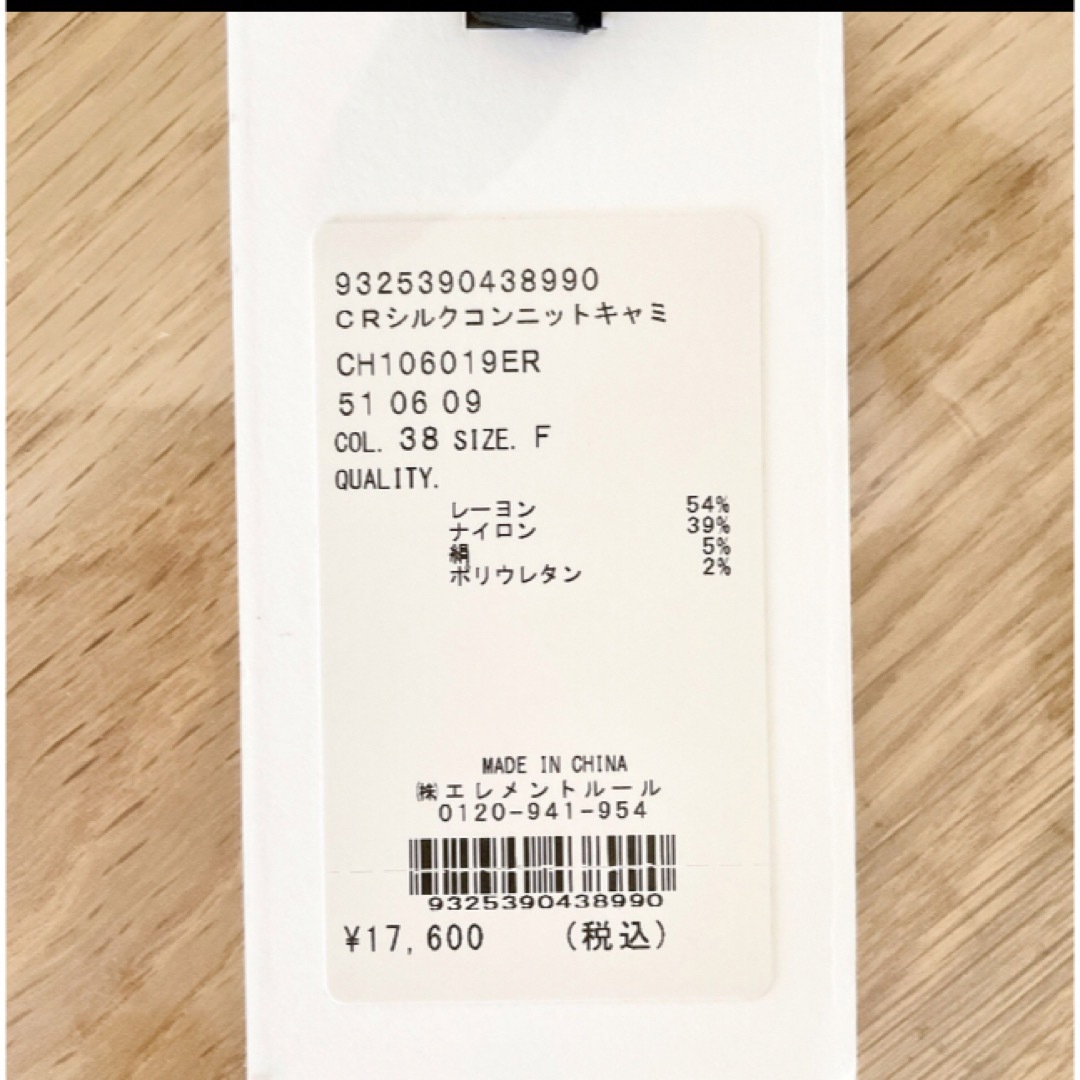 9325390438990
CRシルクコンニットキャミ
CH106019ER
51 06 09
COL. 38 SIZE. F
QUALITY.
レーヨン 54%
ナイロン 39%
絹 5%
ポリウレタン 2%
MADE IN CHINA
㈱エレメントルール
0120-941-954
9325390438990
¥17,600 (税込)